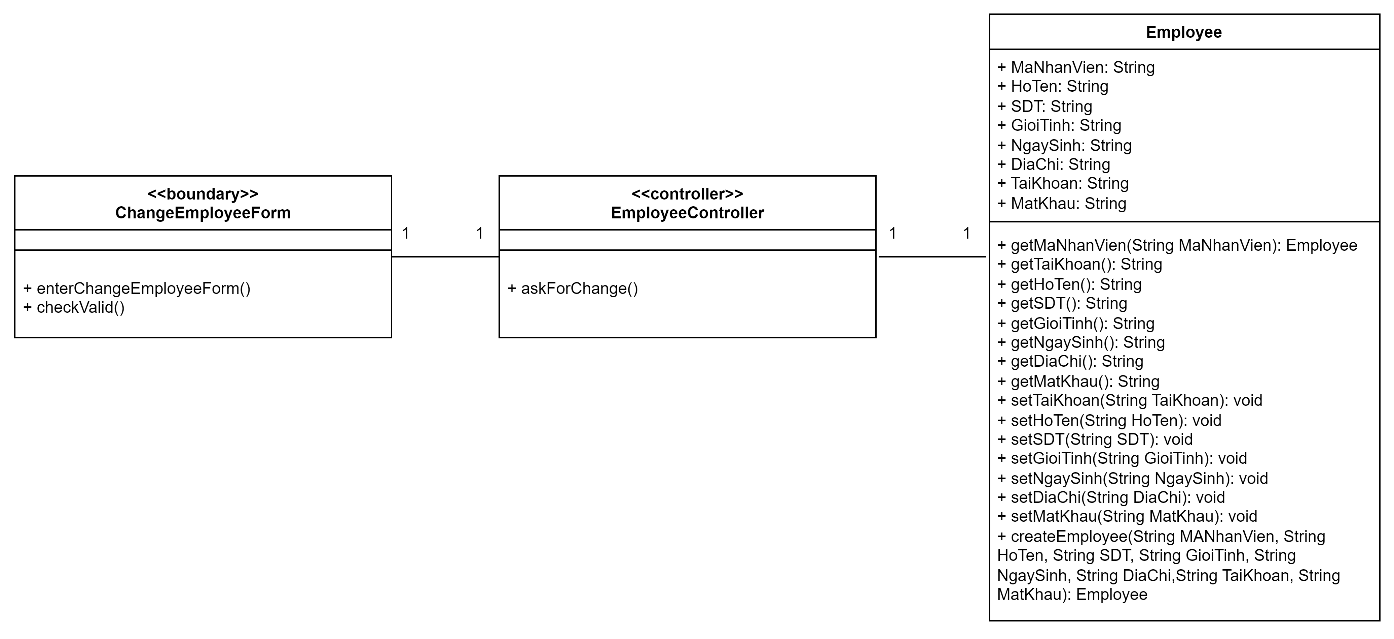 <<boundary>>
ChangeEmployeeForm
+ enterChangeEmployeeForm()
+ checkValid()
1
1
<<controller>>
EmployeeController
+ askForChange()
1
1
Employee
+ MaNhanVien: String
+ HoTen: String
+ SDT: String
+ GioiTinh: String
+ NgaySinh: String
+ DiaChi: String
+ TaiKhoan: String
+ MatKhau: String
+ getMaNhanVien(String MaNhanVien): Employee
+ getTaiKhoan(): String
+ getHoTen(): String
+ getSDT(): String
+ getGioiTinh(): String
+ getNgaySinh(): String
+ getDiaChi(): String
+ getMatKhau(): String
+ setTaiKhoan(String TaiKhoan): void
+ setHoTen(String HoTen): void
+ setSDT(String SDT): void
+ setGioiTinh(String GioiTinh): void
+ setNgaySinh(String NgaySinh): void
+ setDiaChi(String DiaChi): void
+ setMatKhau(String MatKhau): void
+ createEmployee(String MANhanVien, String
HoTen, String SDT, String GioiTinh, String
NgaySinh, String DiaChi,String TaiKhoan, String
MatKhau): Employee